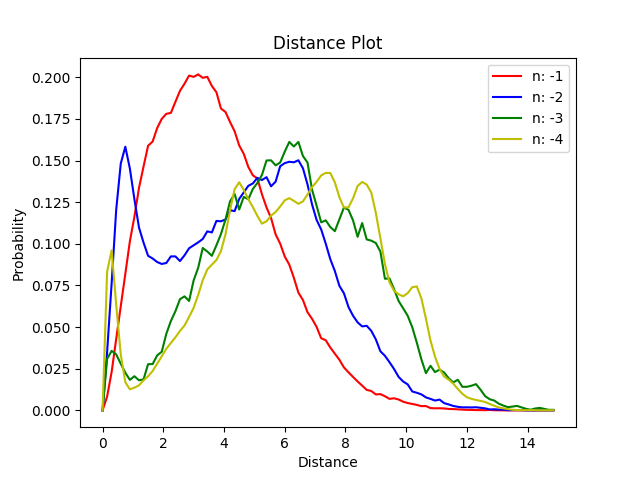 Distance Plot
n: -1
n: -2
n: -3
n: -4
0.200
0.175
0.150
0.125
0.100
0.075
0.050
0.025
0.000
Probability
0 2 4 6 8 10 12 14
Distance